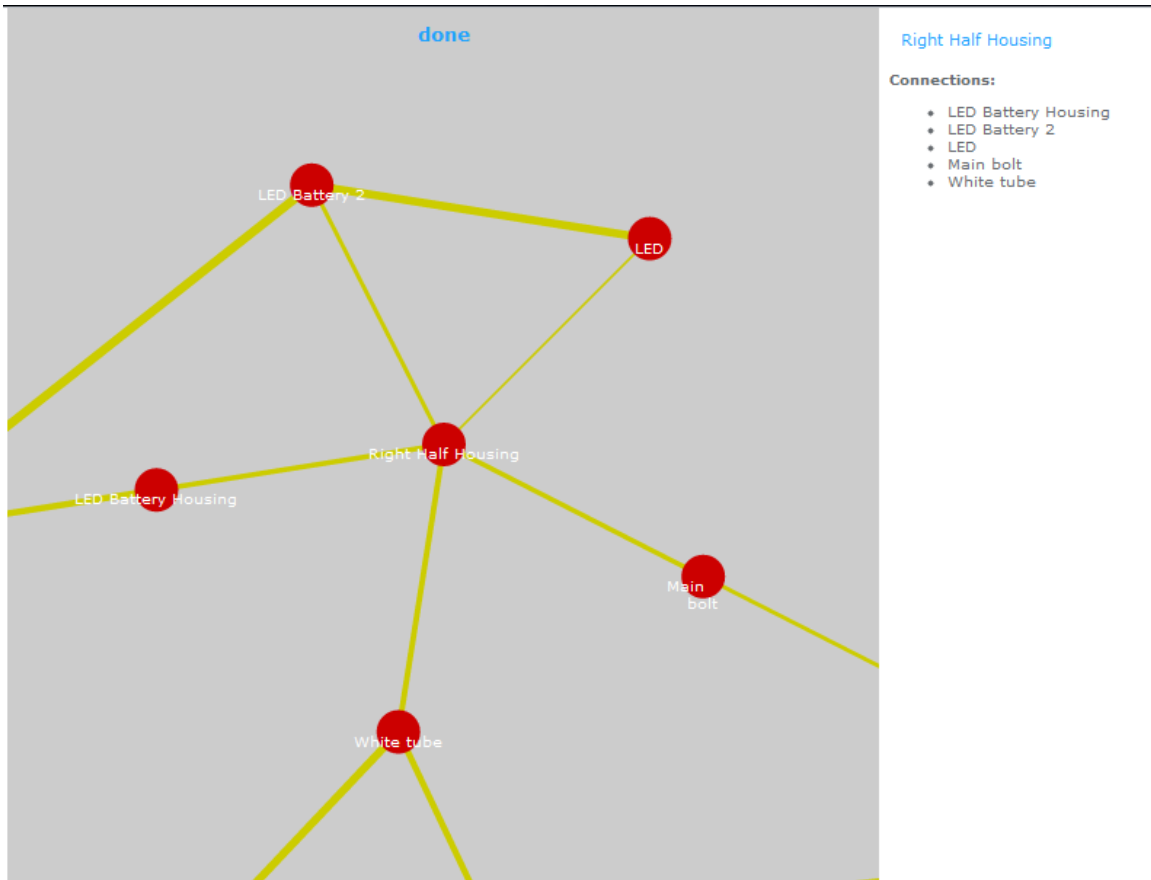 done
LED Battery 2
LED
Right Half Housing
LED Battery Housing
Main
bolt
White tube
Right Half Housing
Connections:
LED Battery Housing
LED Battery 2
LED
Main bolt
White tube